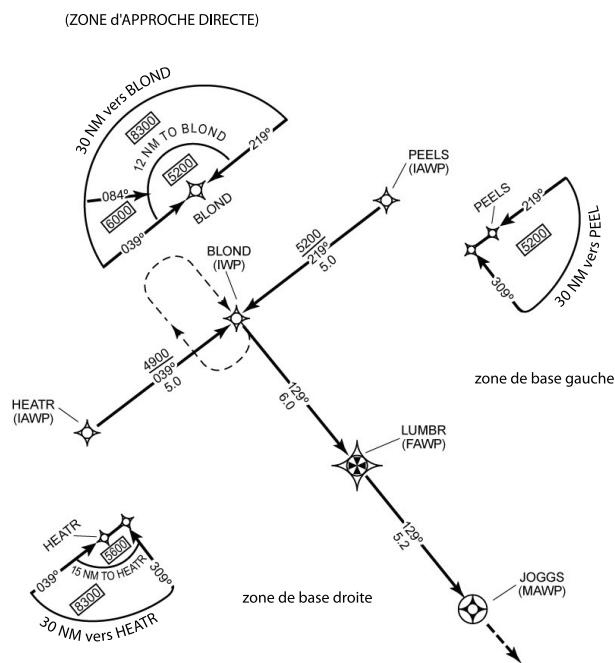 (ZONE d'APPROCHE DIRECTE)
30 NM vers BLOND
8300
12 NM TO BLOND
5200
219°
084°
6000
039°
BLOND
PEELS
(IAWP)
PEELS
219°
5200
309°
30 NM vers PEEL
BLOND
(IWP)
5200
219°
5.0
4900
039°
5.0
zone de base gauche
HEATR
(IAWP)
129°
6.0
LUMBR
(FAWP)
HEATR
039°
5600
15 NM TO HEATR
309°
8300
30 NM vers HEATR
zone de base droite
129°
5.2
JOGGS
(MAWP)